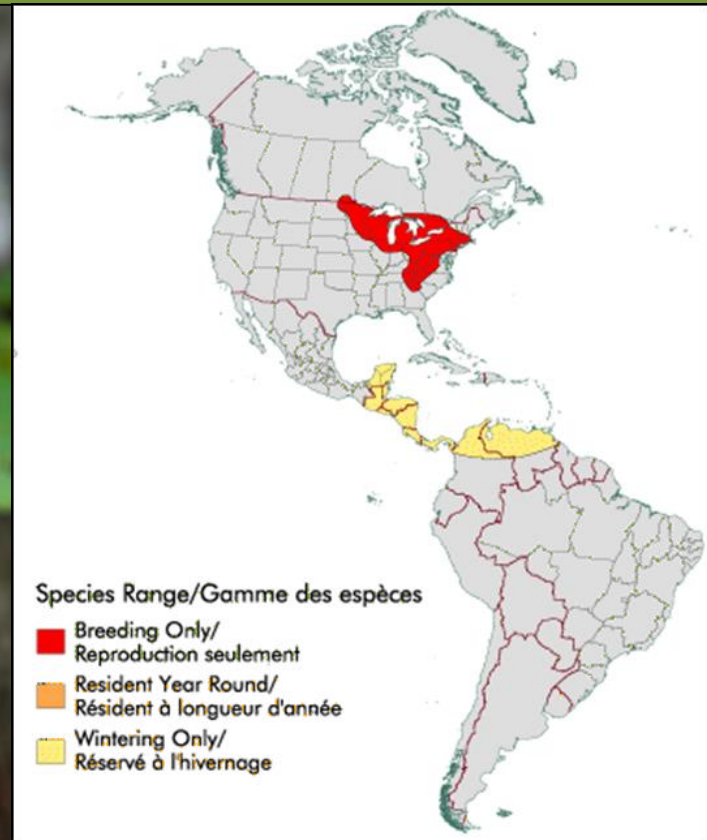 Species Range/Gamme des espèces
Breeding Only/
Reproduction seulement
Resident Year Round/
Résident à longueur d'année
Wintering Only/
Réservé à l'hivernage